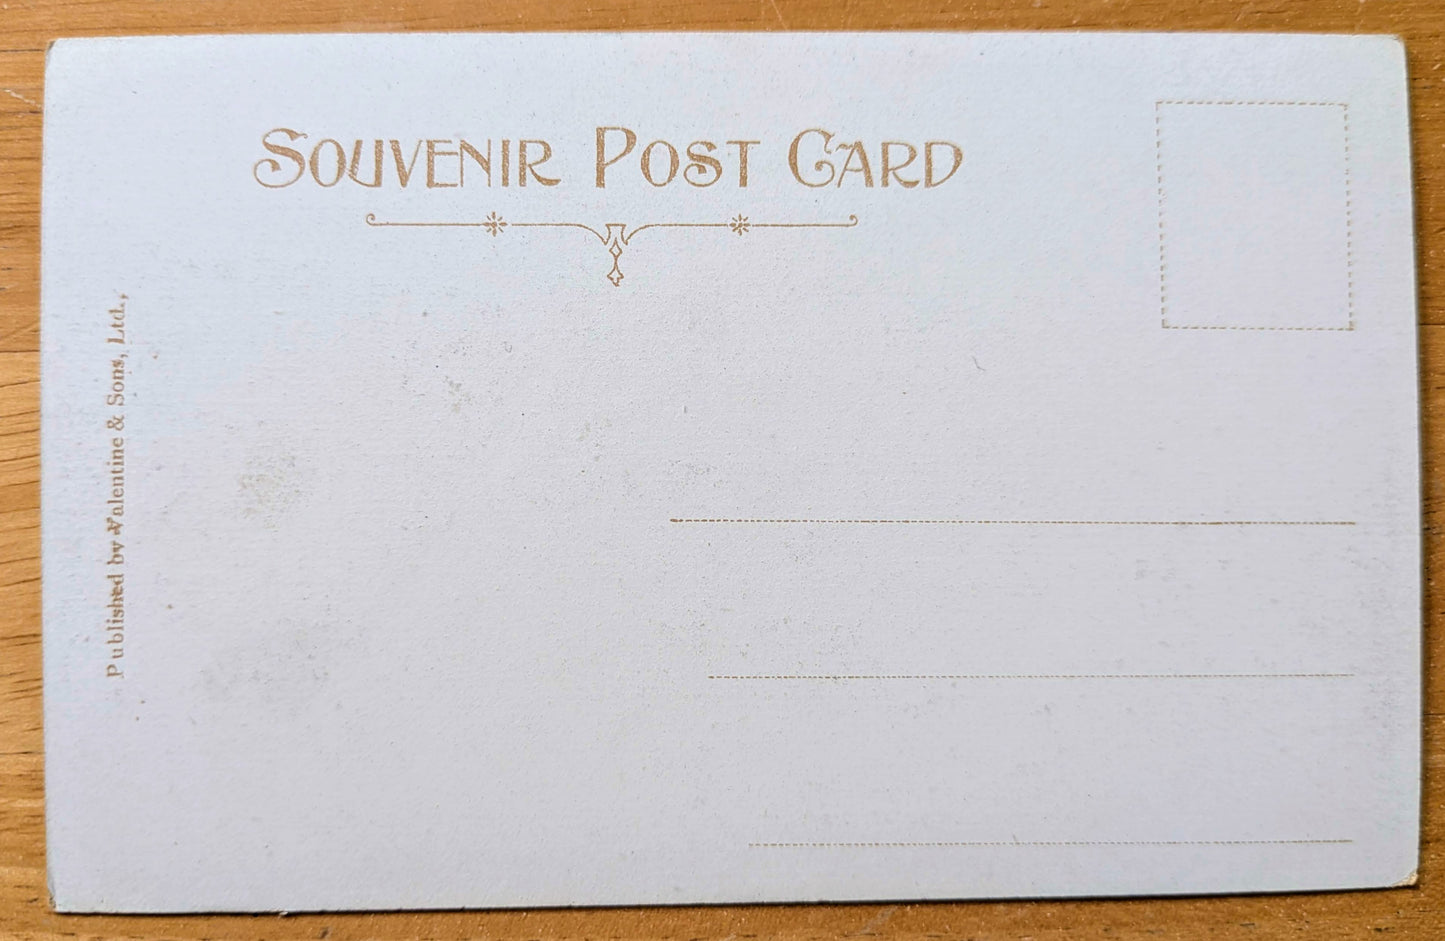 SOUVENIR POST CARD
Published by Valentine & Sons, Ltd.,